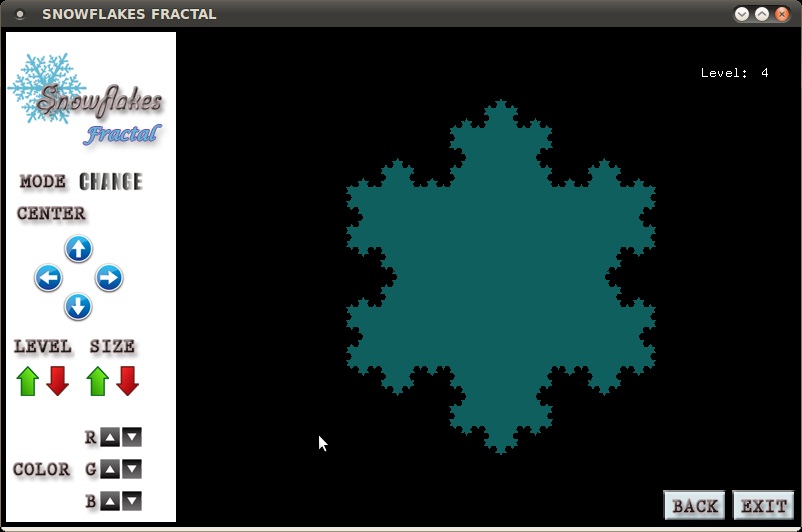 SNOWFLAKES FRACTAL
Level: 4
Snowflakes
Fractal
MODE CHANGE
CENTER
LEVEL SIZE
R
COLOR G
B
BACK EXIT